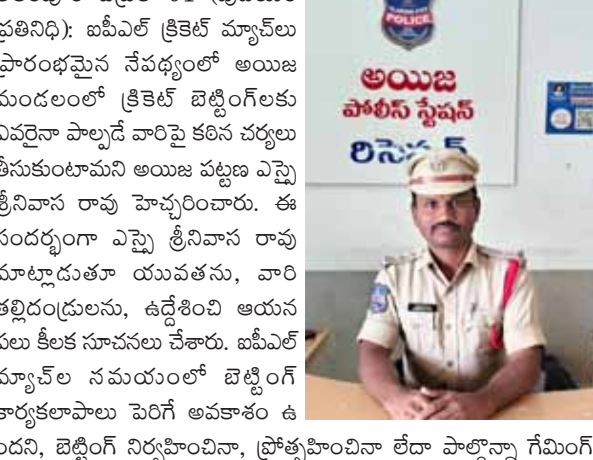 ప్రతినిధి): ఐపీఎల్ క్రికెట్ మ్యాచ్‌లు
ప్రారంభమైన నేపథ్యంలో అయిజ
మండలంలో క్రికెట్ బెట్టింగ్‌లకు
ఎవరైనా పాల్పడే వారిపై కఠిన చర్యలు
తీసుకుంటామని అయిజ పట్టణ ఎస్సై
శ్రీనివాస రావు హెచ్చరించారు. ఈ
సందర్భంగా ఎస్సై శ్రీనివాస రావు
మాట్లాడుతూ యువతను, వారి
తల్లిదండ్రులను, ఉద్దేశించి ఆయన
పలు కీలక సూచనలు చేశారు. ఐపీఎల్
మ్యాచ్‌ల నమయంలో బెట్టింగ్
కార్యకలాపాలు పెరిగే అవకాశం ఉ
ందని, బెట్టింగ్ నిర్వహించినా, ప్రోత్సహించినా లేదా పాల్గొన్నా గేమింగ్
POLICE
అయిజ
పోలీస్ స్టేషన్